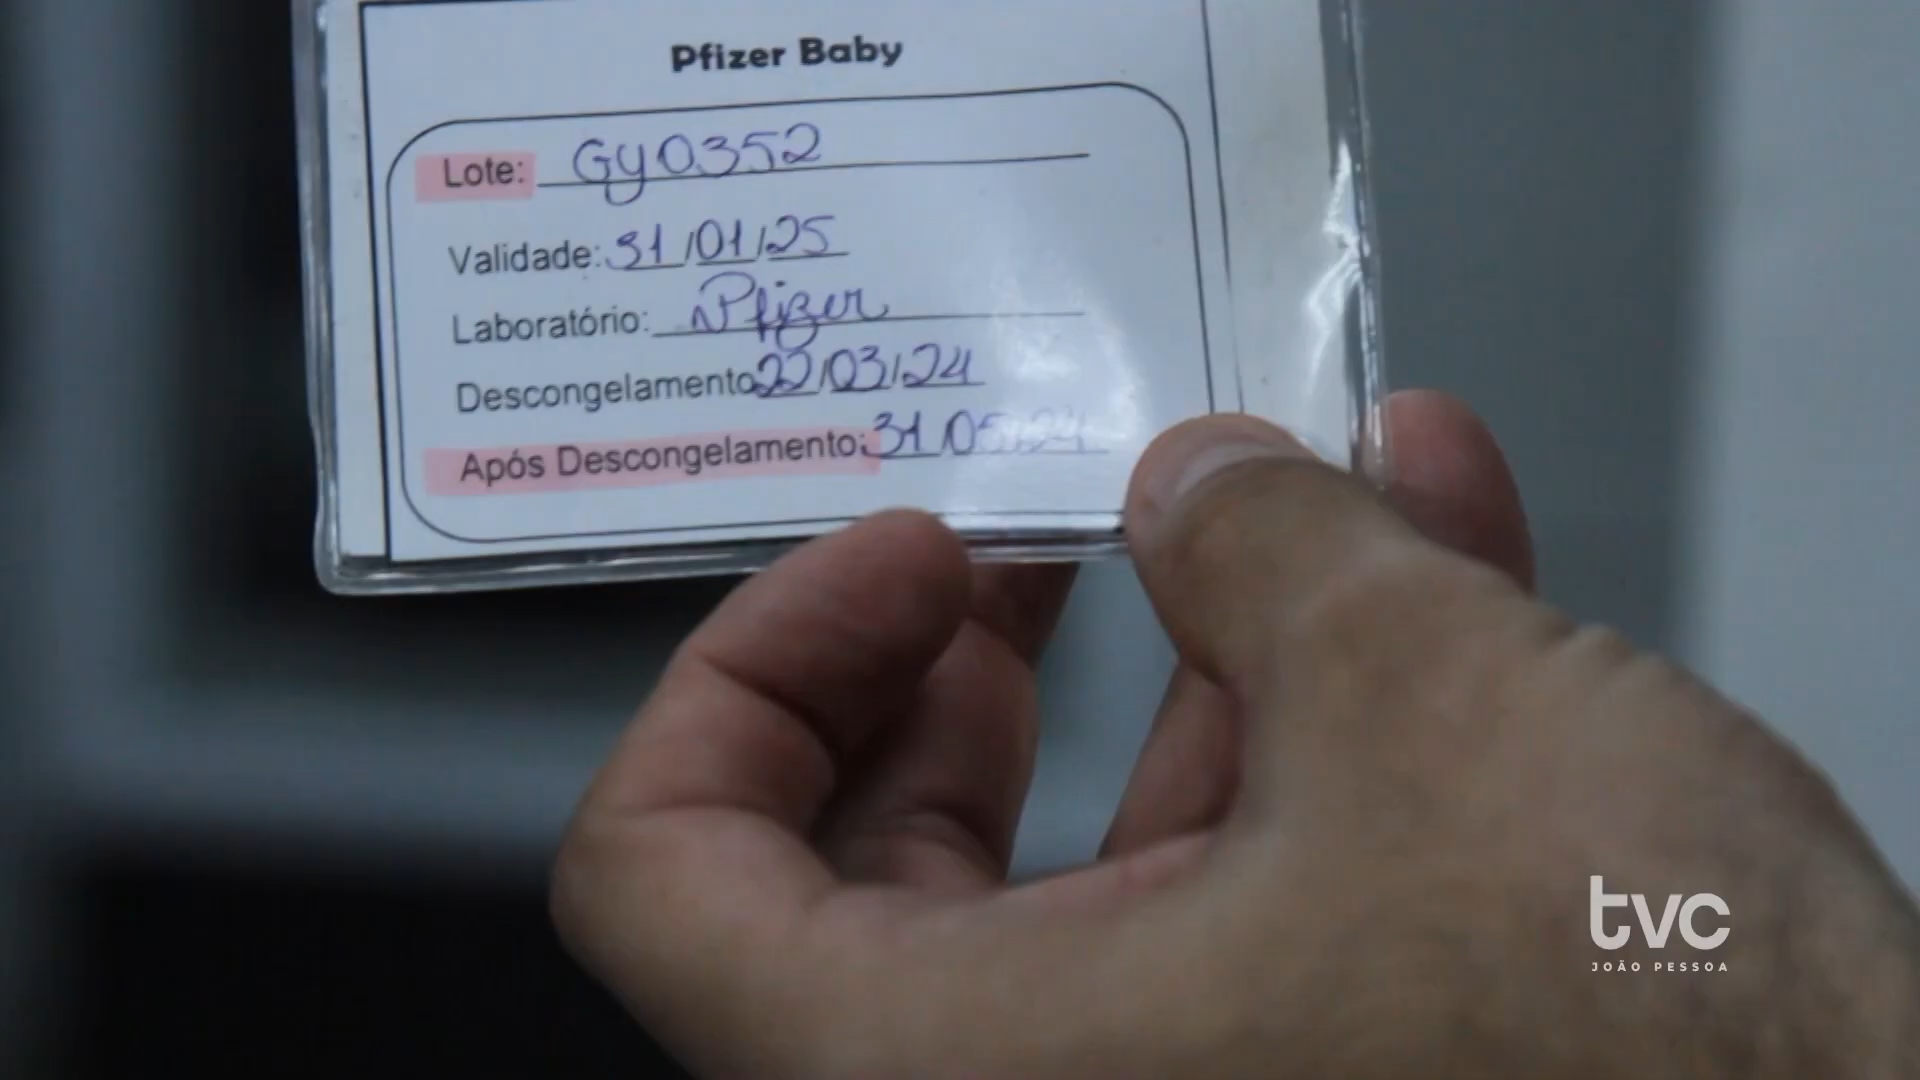 Pfizer Baby
Lote: GY0352
Validade: 31/01/25
Laboratório: Pfizer
Descongelamento 22/03/24
Após Descongelamento: 31/05/24
tvc
JOÃO PESSOA